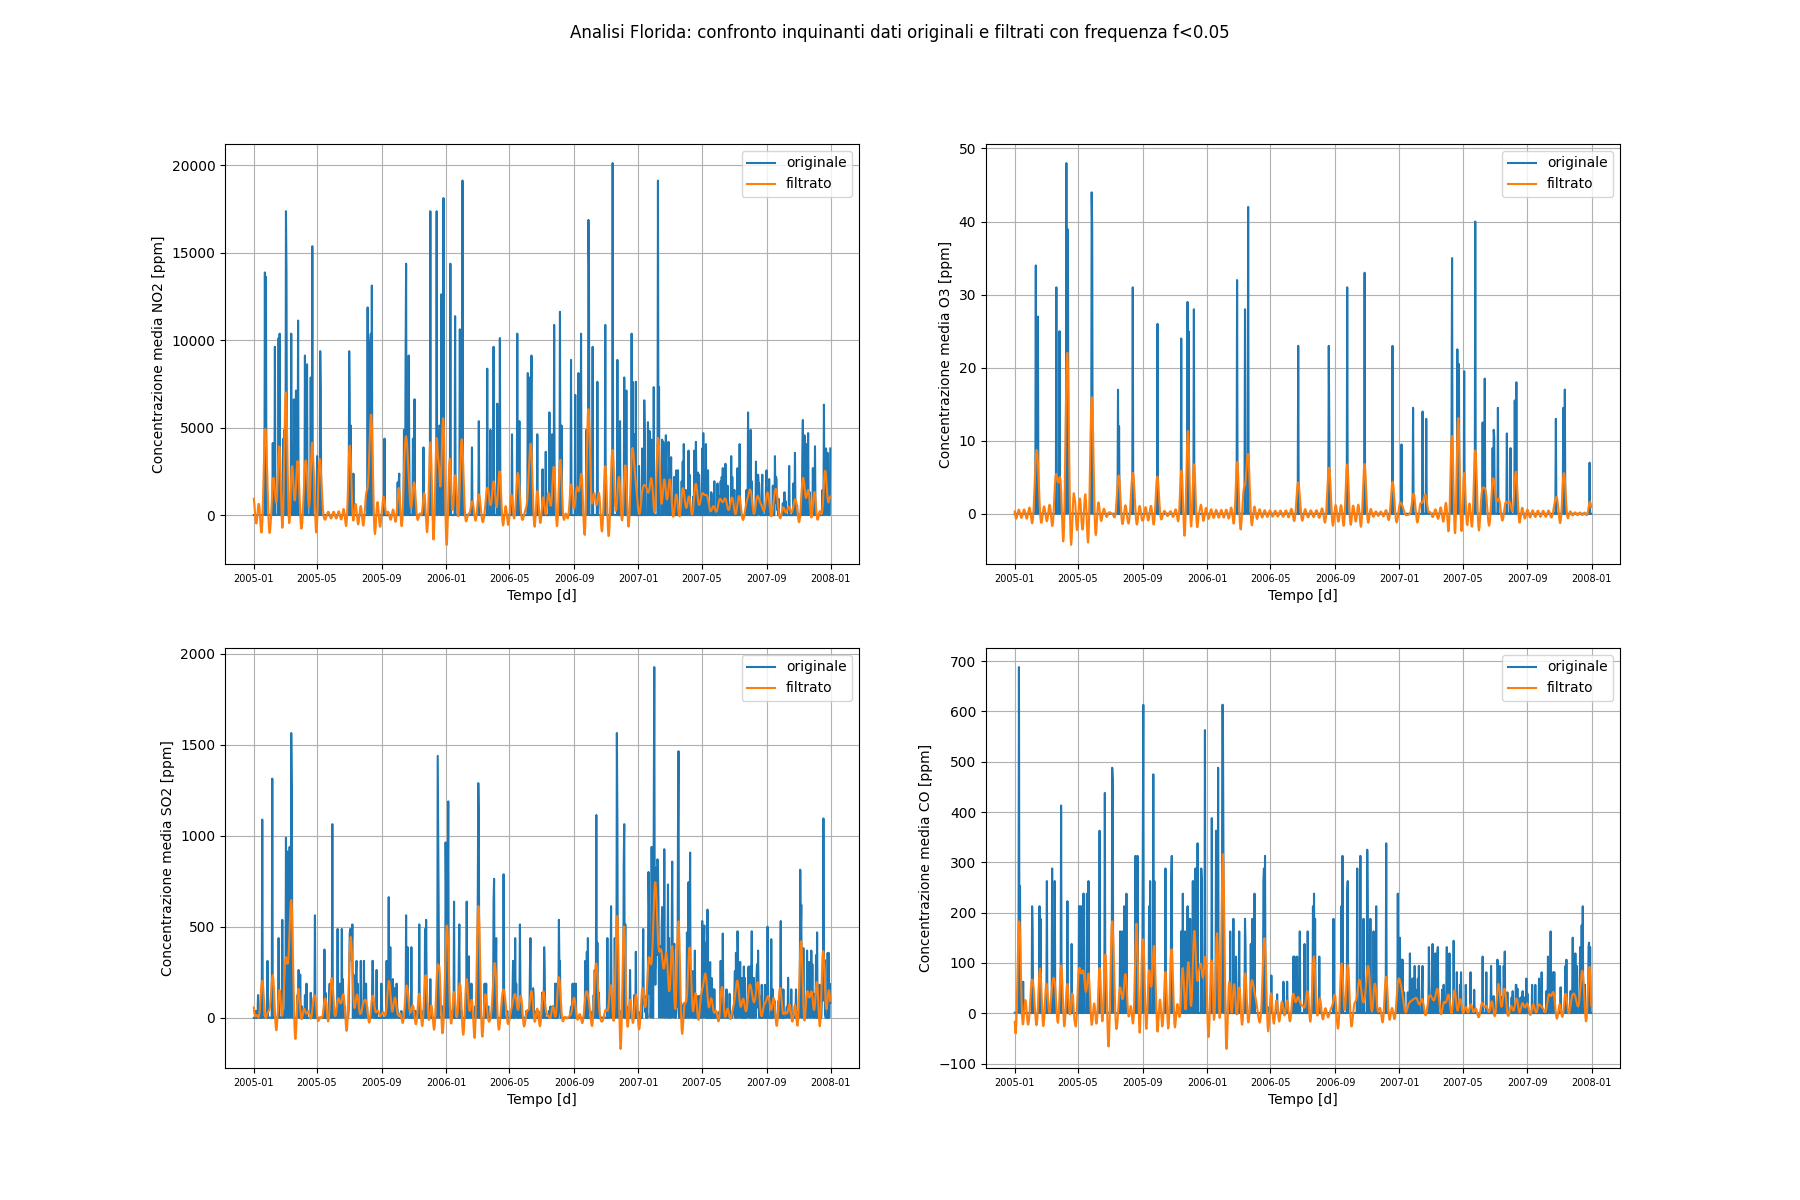 Analisi Florida: confronto inquinanti dati originali e filtrati con frequenza f<0.05
Concentrazione media NO2 [ppm]
20000
15000
10000
5000
0
originale
filtrato
2005-01 2005-05 2005-09 2006-01 2006-05 2006-09 2007-01 2007-05 2007-09 2008-01
Tempo [d]
Concentrazione media O3 [ppm]
50
40
30
20
10
0
originale
filtrato
2005-01 2005-05 2005-09 2006-01 2006-05 2006-09 2007-01 2007-05 2007-09 2008-01
Tempo [d]
Concentrazione media SO2 [ppm]
2000
1500
1000
500
0
originale
filtrato
2005-01 2005-05 2005-09 2006-01 2006-05 2006-09 2007-01 2007-05 2007-09 2008-01
Tempo [d]
Concentrazione media CO [ppm]
700
600
500
400
300
200
100
0
−100
originale
filtrato
2005-01 2005-05 2005-09 2006-01 2006-05 2006-09 2007-01 2007-05 2007-09 2008-01
Tempo [d]